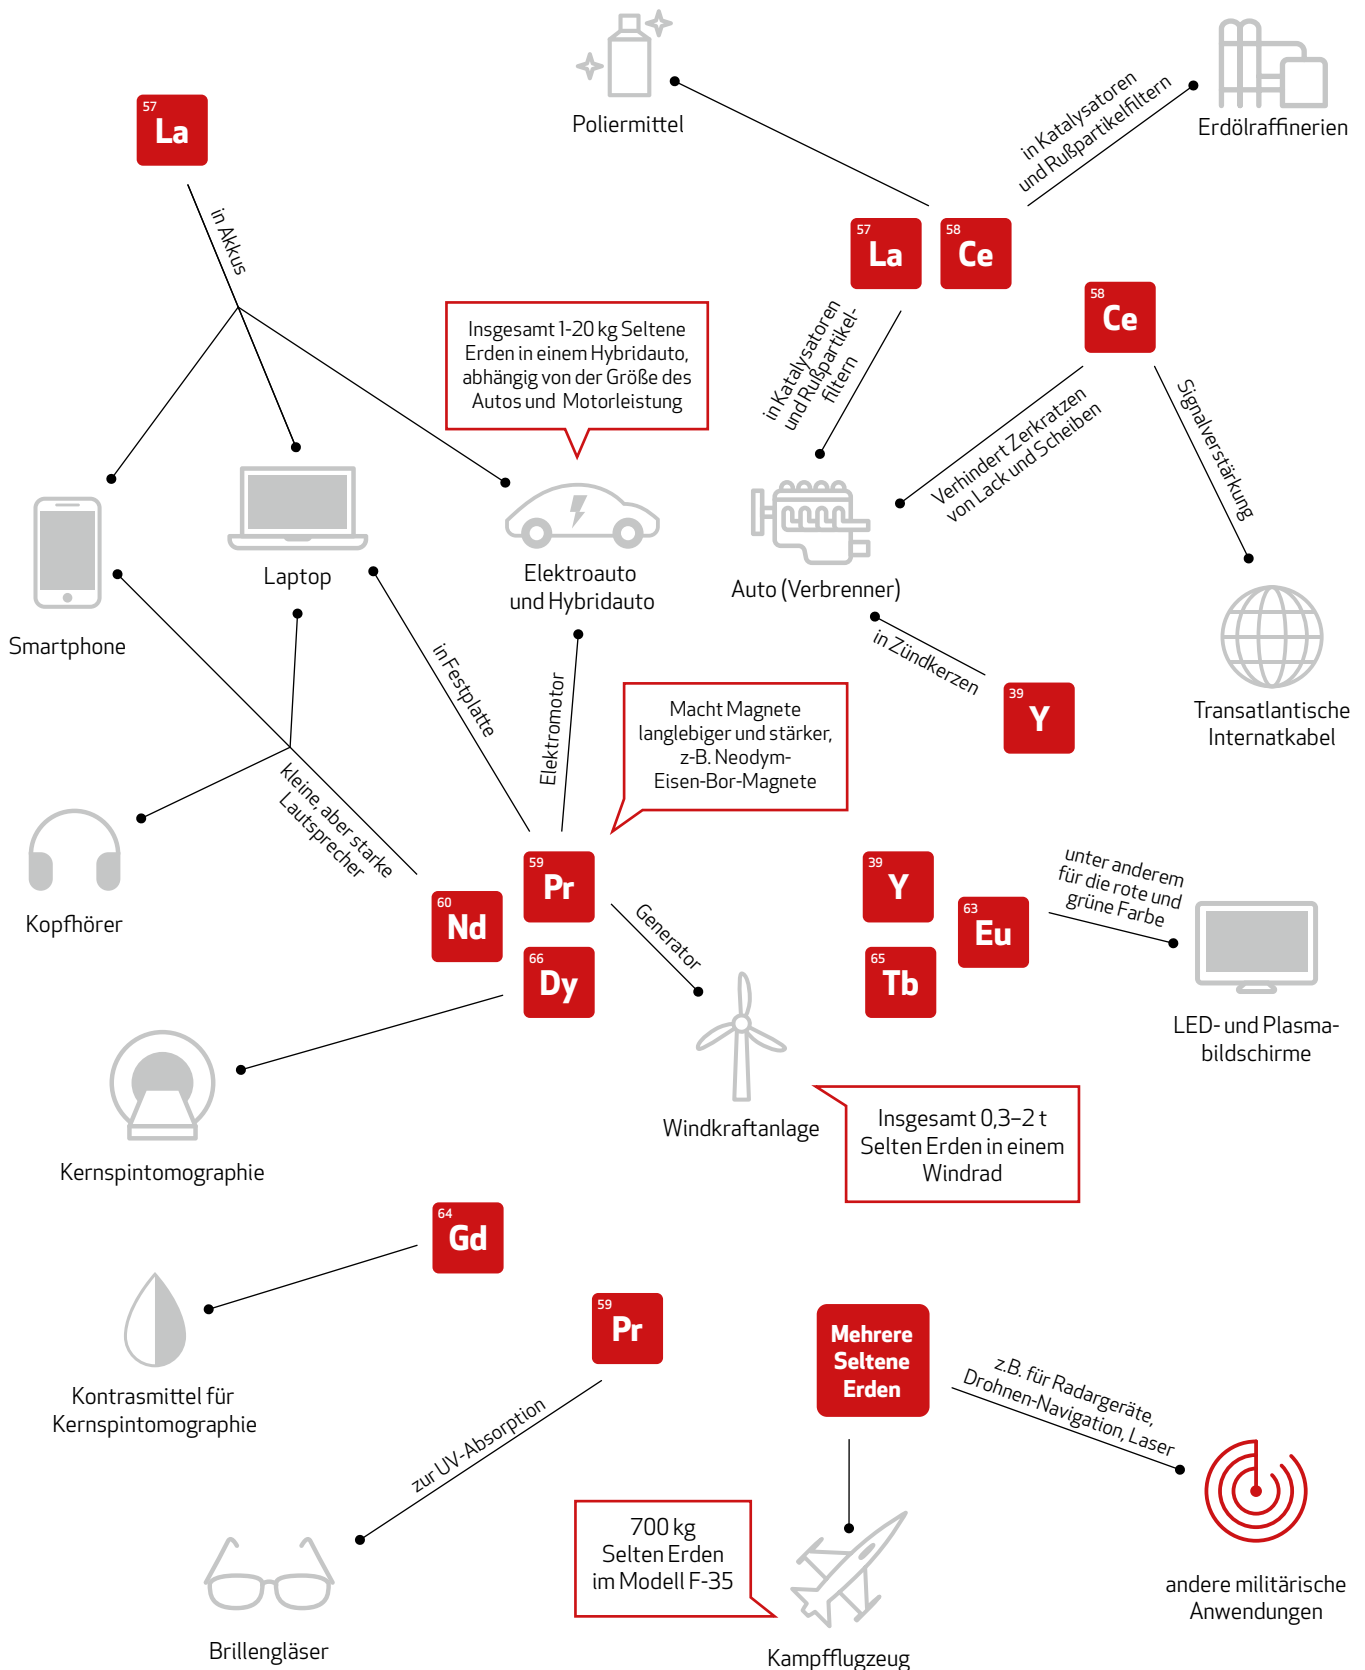 Poliermittel
in Katalysatoren
und Rußpartikelfiltern
Erdölraffinerien
57
La
in Akkus
57
La
58
Ce
58
Ce
Insgesamt 1-20 kg Seltene
Erden in einem Hybridauto,
abhängig von der Größe des
Autos und Motorleistung
in Katalysatoren
und Rußpartikel-
filtern
Verhindert Zerkratzen
von Lack und Scheiben
Signalverstärkung
Smartphone
Laptop
Elektroauto
und Hybridauto
Auto (Verbrenner)
in Zündkerzen
39
Y
Transatlantische
Internatkabel
in Festplatte
Elektromotor
Macht Magnete
langlebiger und stärker,
z-B. Neodym-
Eisen-Bor-Magnete
kleine, aber starke
Lautsprecher
Kopfhörer
60
Nd
59
Pr
66
Dy
Generator
39
Y
63
Eu
65
Tb
unter anderem
für die rote und
grüne Farbe
LED- und Plasma-
bildschirme
Kernspintomographie
Windkraftanlage
Insgesamt 0,3–2 t
Selten Erden in einem
Windrad
64
Gd
Kontrasmittel für
Kernspintomographie
59
Pr
zur UV-Absorption
Brillengläser
Mehrere
Seltene
Erden
z.B. für Radargeräte,
Drohnen-Navigation, Laser
700 kg
Selten Erden
im Modell F-35
Kampfflugzeug
andere militärische
Anwendungen